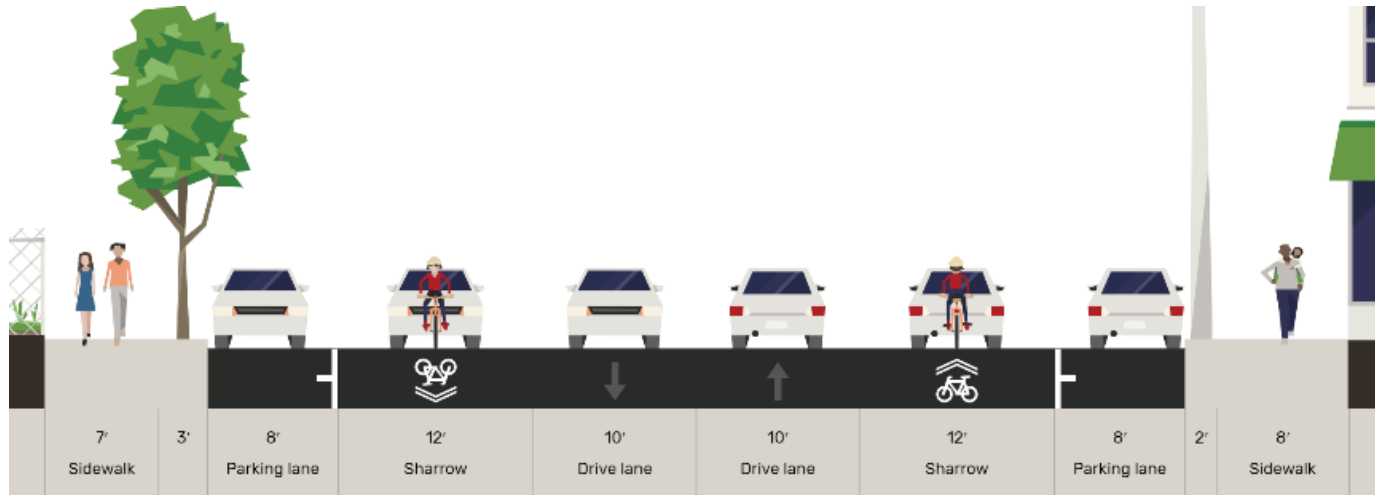 7′ 3′ 8′ 12′ 10′ 10′ 12′ 8′ 2′ 8′
Sidewalk Parking lane Sharrow Drive lane Drive lane Sharrow Parking lane Sidewalk